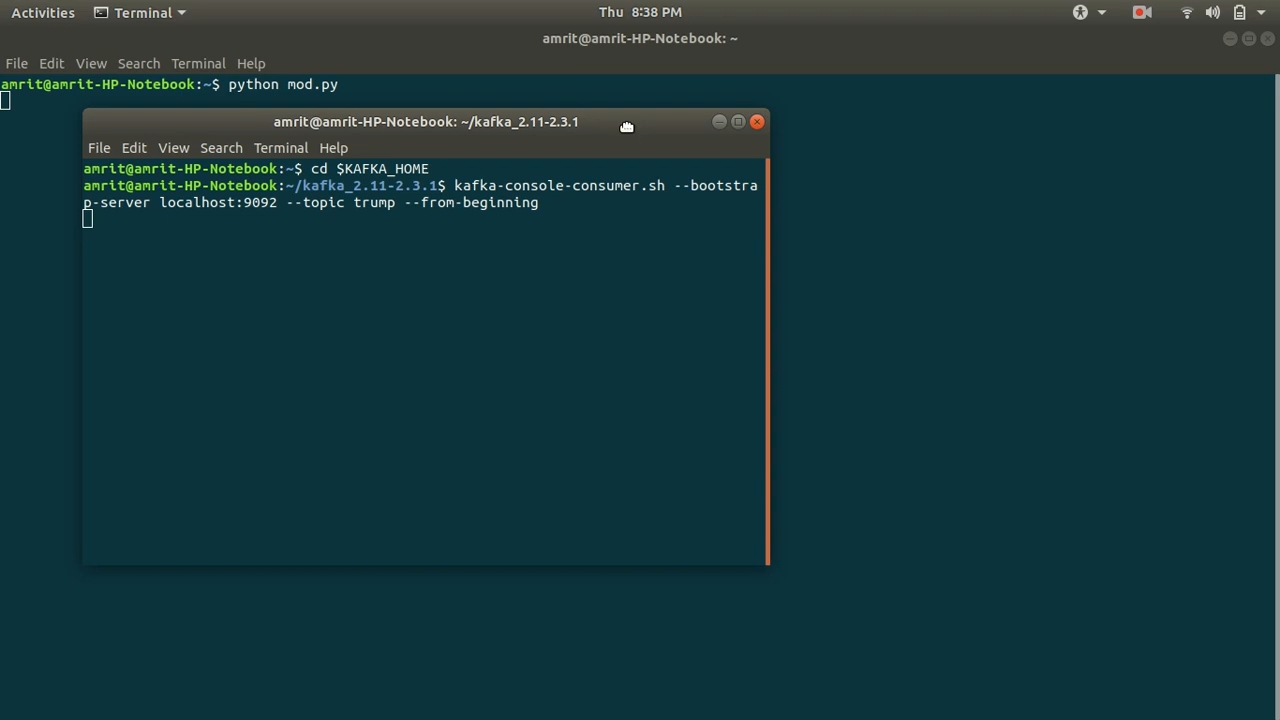 Activities Terminal Thu 8:38 PM
amrit@amrit-HP-Notebook: ~
File Edit View Search Terminal Help
amrit@amrit-HP-Notebook:~$ python mod.py
amrit@amrit-HP-Notebook: ~/kafka_2.11-2.3.1
File Edit View Search Terminal Help
amrit@amrit-HP-Notebook:~$ cd $KAFKA_HOME
amrit@amrit-HP-Notebook:~/kafka_2.11-2.3.1$ kafka-console-consumer.sh --bootstra
p-server localhost:9092 --topic trump --from-beginning